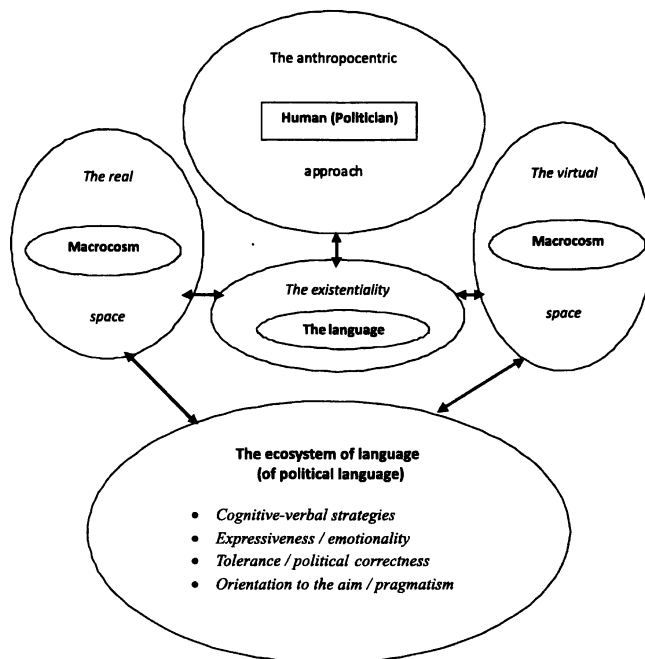 The anthropocentric
Human (Politician)
approach
The real
Macrocosm
space
The virtual
Macrocosm
space
The existentiality
The language
The ecosystem of language
(of political language)
• Cognitive-verbal strategies
• Expressiveness / emotionality
• Tolerance / political correctness
• Orientation to the aim / pragmatism